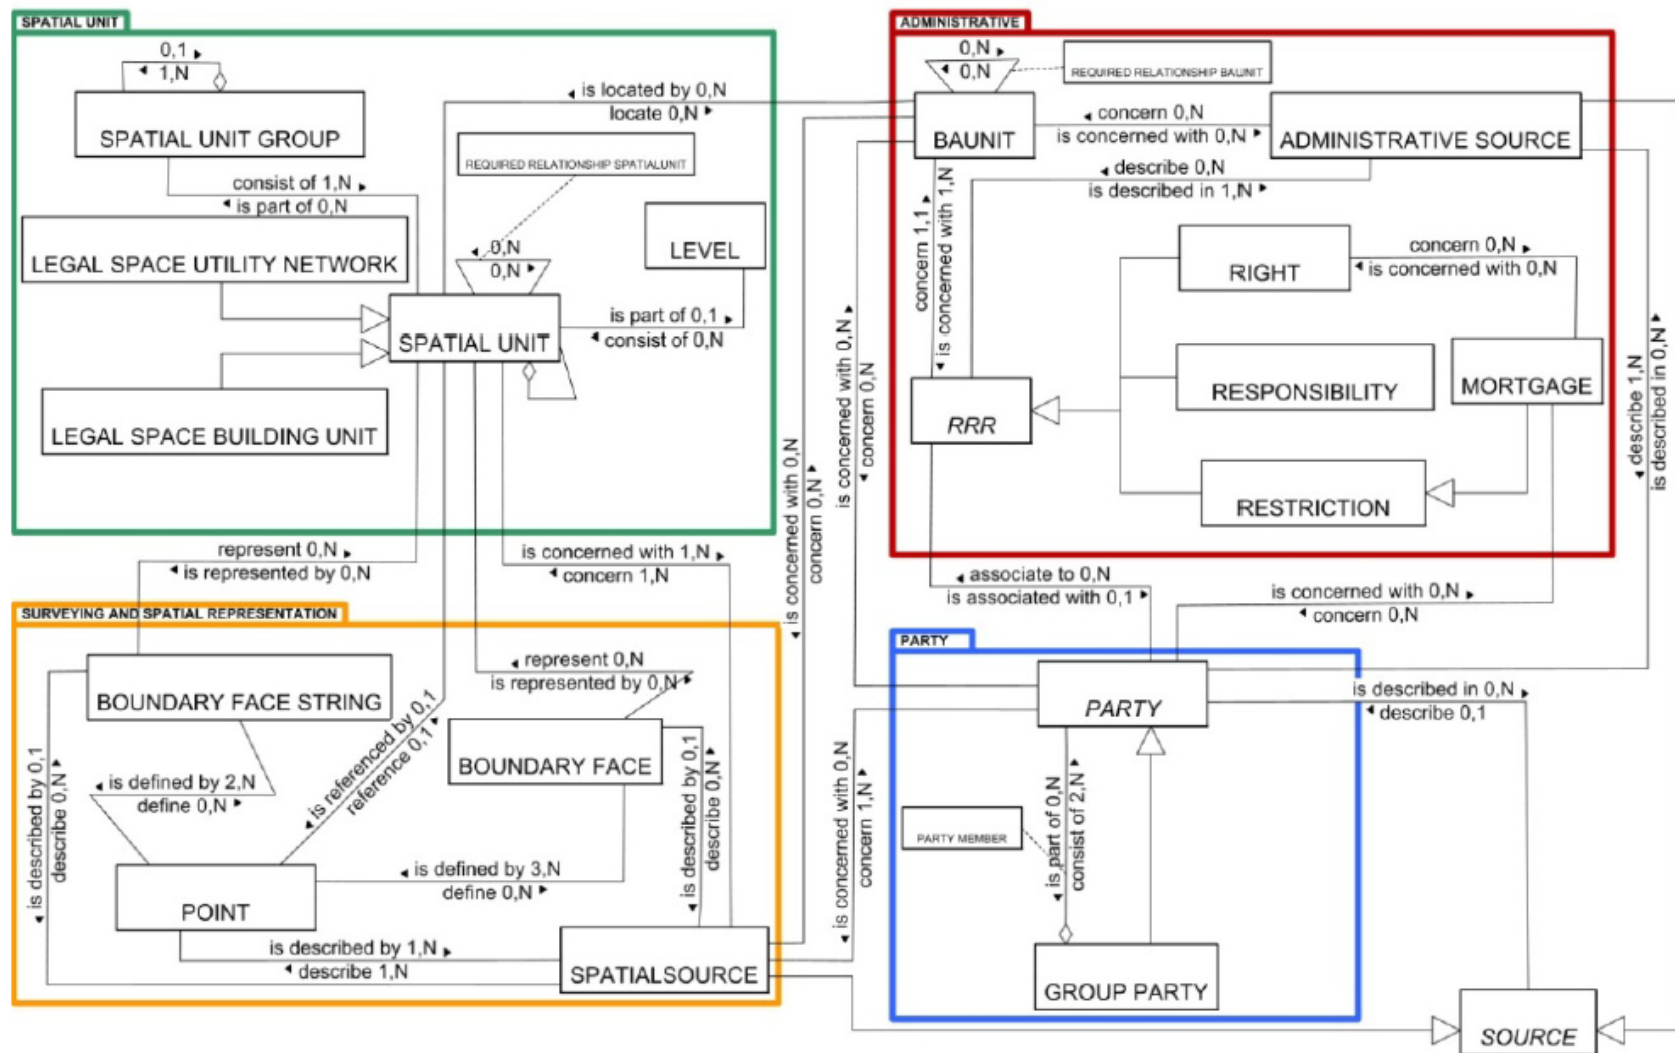 SPATIAL UNIT
0,1
1,N
SPATIAL UNIT GROUP
is located by 0,N
locate 0,N
REQUIRED RELATIONSHIP SPATIALUNIT
consist of 1,N
is part of 0,N
LEGAL SPACE UTILITY NETWORK
0,N
0,N
LEVEL
SPATIAL UNIT
is part of 0,1
consist of 0,N
LEGAL SPACE BUILDING UNIT
ADMINISTRATIVE
0,N
0,N
REQUIRED RELATIONSHIP BAUNIT
BAUNIT
concern 0,N
is concerned with 0,N
ADMINISTRATIVE SOURCE
describe 0,N
is described in 1,N
concern 1,1
is concerned with 1,N
RIGHT
concern 0,N
is concerned with 0,N
RESPONSIBILITY
MORTGAGE
RRR
RESTRICTION
is concerned with 0,N
concern 0,N
is concerned with 0,N
concern 0,N
describe 1,N
is described in 0,N
represent 0,N
is represented by 0,N
is concerned with 1,N
concern 1,N
associate to 0,N
is associated with 0,1
is concerned with 0,N
concern 0,N
SURVEYING AND SPATIAL REPRESENTATION
BOUNDARY FACE STRING
represent 0,N
is represented by 0,N
is referenced by 0,1
reference 0,1
BOUNDARY FACE
is described by 0,1
describe 0,N
is defined by 2,N
define 0,N
is described by 0,1
describe 0,N
is defined by 3,N
define 0,N
POINT
is described by 1,N
describe 1,N
SPATIALSOURCE
PARTY
PARTY
is described in 0,N
describe 0,1
is concerned with 0,N
concern 1,N
PARTY MEMBER
is part of 0,N
consist of 2,N
GROUP PARTY
SOURCE